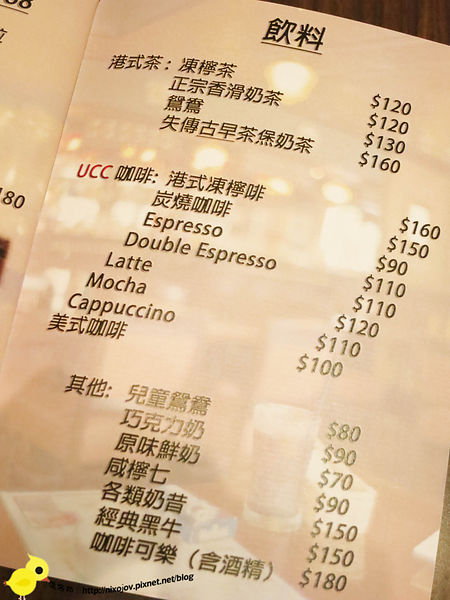 飲料
港式茶：凍檸茶 $120
正宗香滑奶茶 $120
鴛鴦 $130
失傳古早茶煲奶茶 $160
UCC 咖啡: 港式凍檸啡 $160
炭燒咖啡 $150
Espresso $90
Double Espresso $110
Latte $110
Mocha $120
Cappuccino $110
美式咖啡 $100
其他: 兒童鴛鴦 $80
巧克力奶 $90
原味鮮奶 $70
咸檸七 $90
各類奶昔 $150
經典黑牛 $150
咖啡可樂（含酒精） $180
180
http://nixojov.pixnet.net/blog